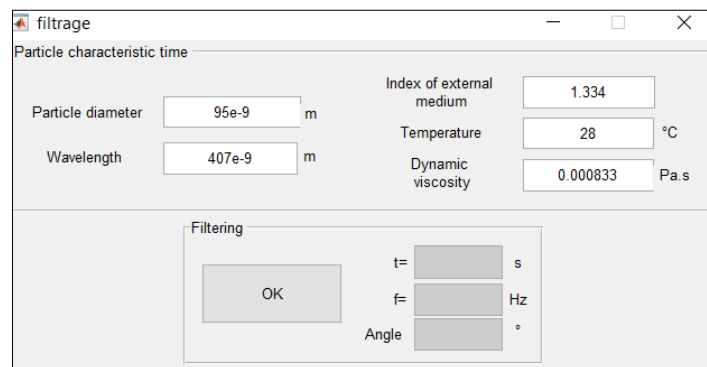 filtrage
Particle characteristic time
Particle diameter 95e-9 m
Wavelength 407e-9 m
Index of external
medium 1.334
Temperature 28 °C
Dynamic
viscosity 0.000833 Pa.s
Filtering
OK
t= s
f= Hz
Angle °